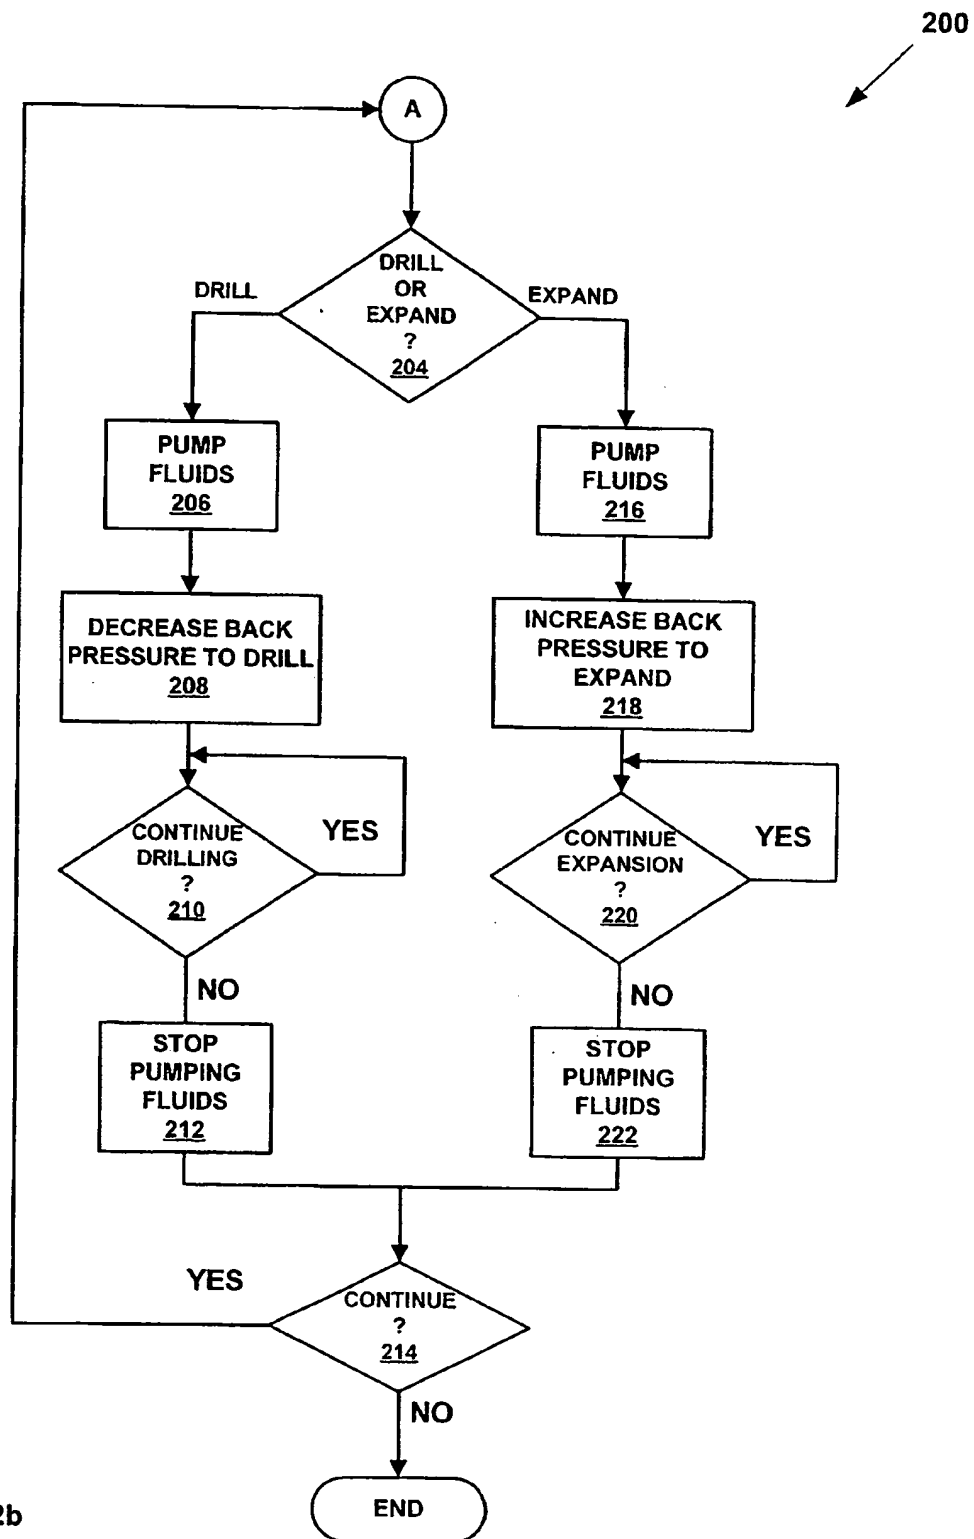 200
A
DRILL
OR
EXPAND
?
204
DRILL
EXPAND
PUMP
FLUIDS
206
PUMP
FLUIDS
216
DECREASE BACK
PRESSURE TO DRILL
208
INCREASE BACK
PRESSURE TO
EXPAND
218
CONTINUE
DRILLING
?
210
YES
CONTINUE
EXPANSION
?
220
YES
NO
NO
STOP
PUMPING
FLUIDS
212
STOP
PUMPING
FLUIDS
222
YES
CONTINUE
?
214
NO
END
2b